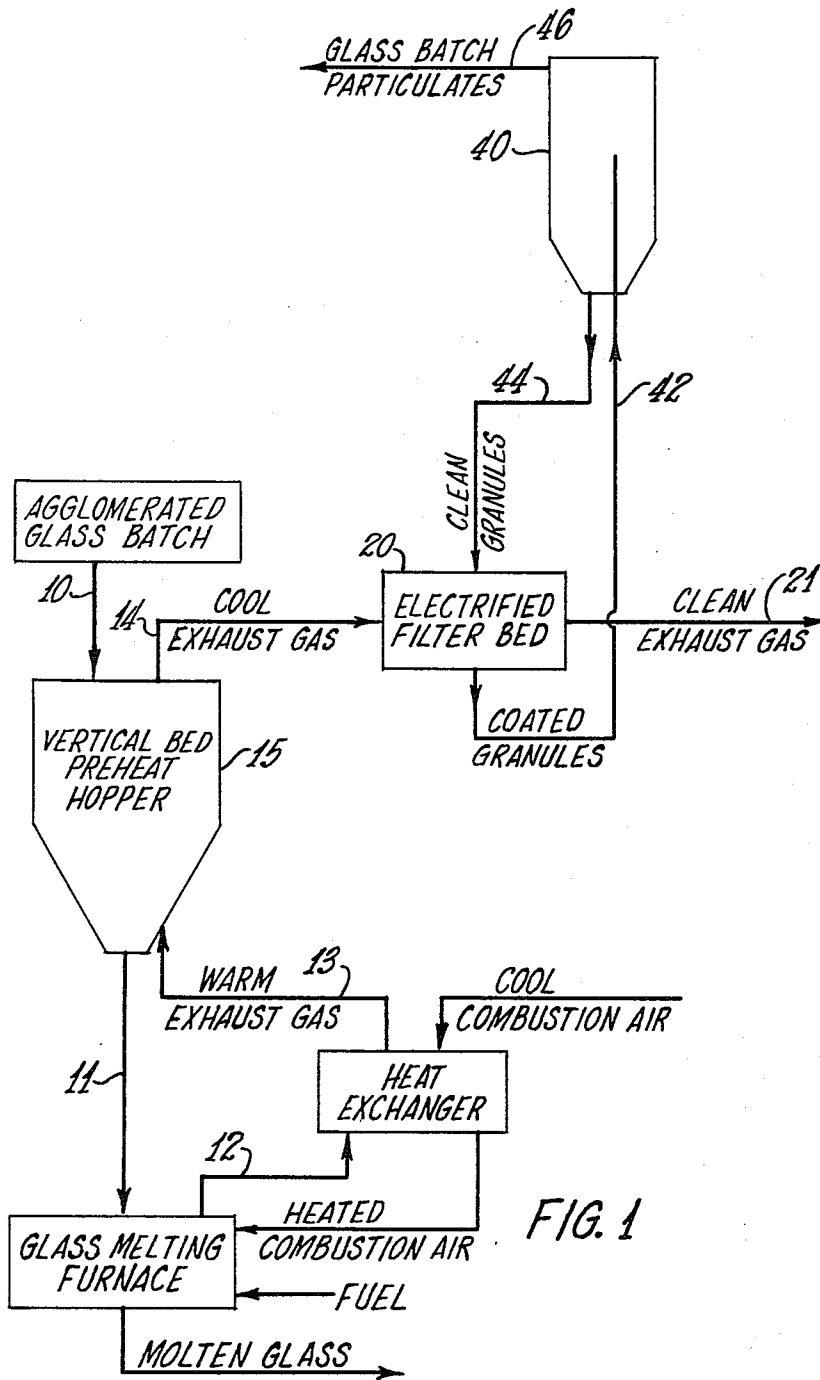 46
GLASS BATCH
PARTICULATES
40
44
42
CLEAN
GRANULES
AGGLOMERATED
GLASS BATCH
10
14
COOL
EXHAUST GAS
20
ELECTRIFIED
FILTER BED
CLEAN
EXHAUST GAS
21
COATED
GRANULES
VERTICAL BED
PREHEAT
HOPPER
15
WARM
EXHAUST GAS
13
COOL
COMBUSTION AIR
11
HEAT
EXCHANGER
12
HEATED
COMBUSTION AIR
FIG. 1
GLASS MELTING
FURNACE
FUEL
MOLTEN GLASS